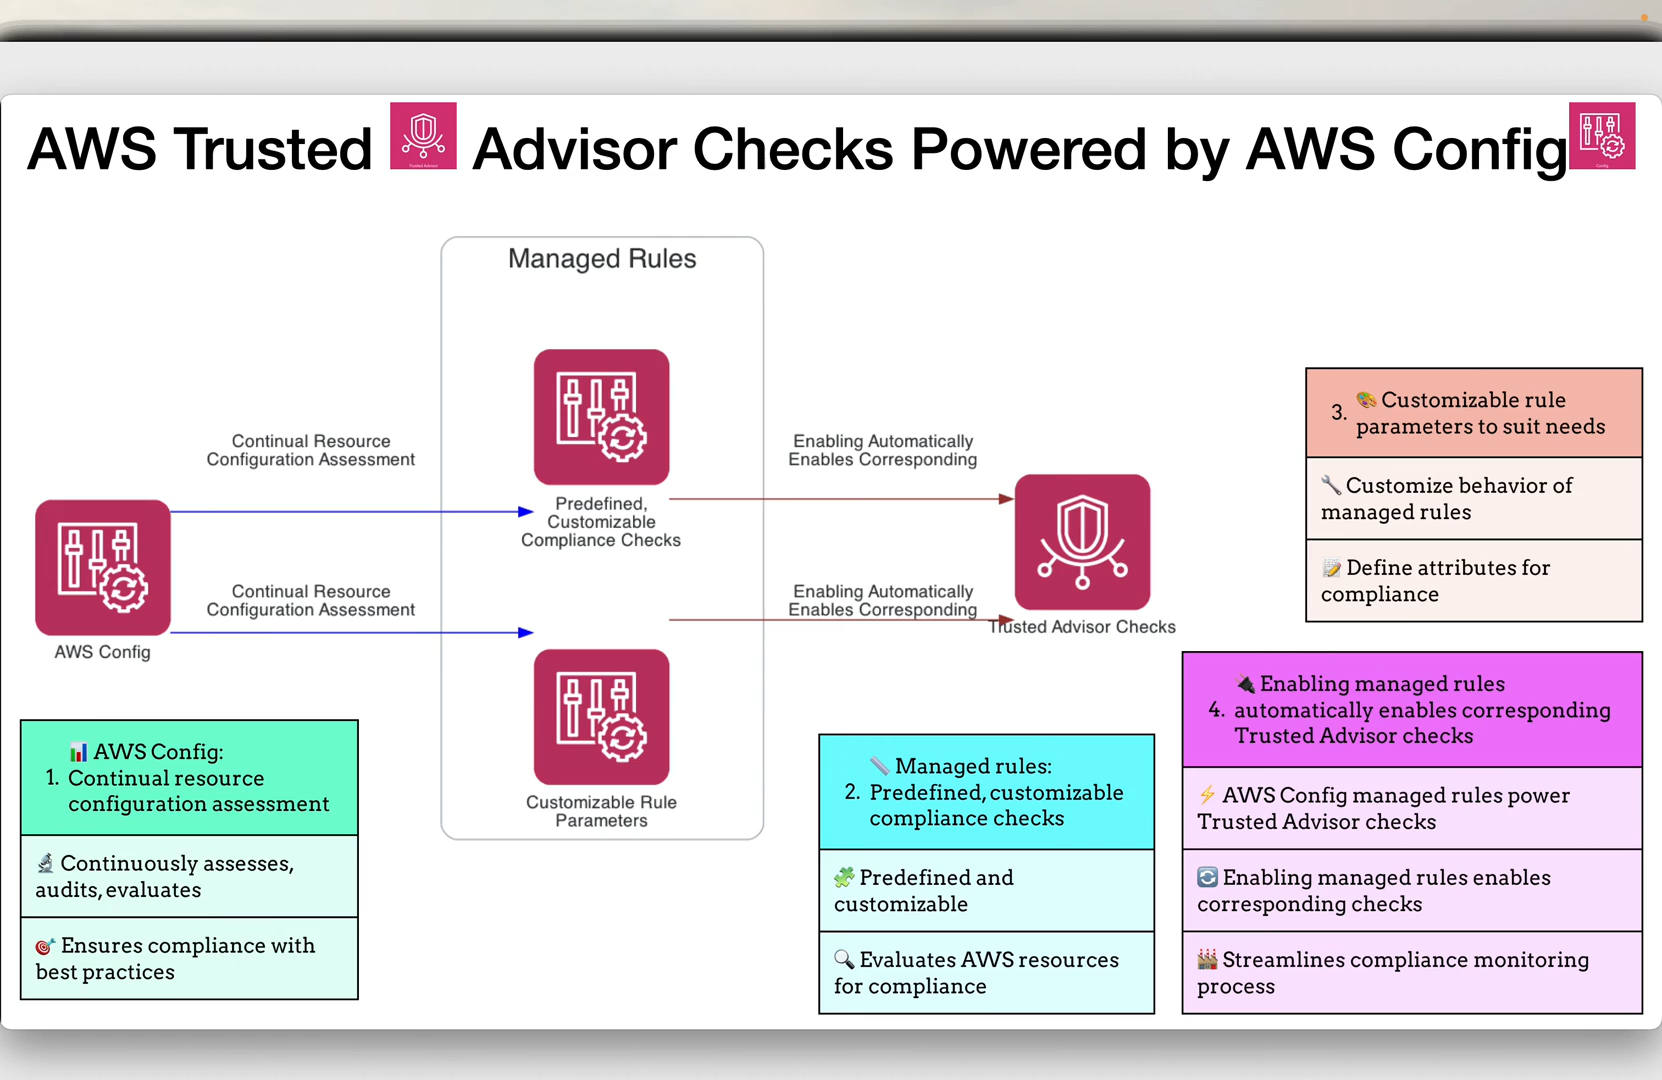 AWS Trusted Advisor Checks Powered by AWS Config
Trusted Advisor
Config
Managed Rules
Continual Resource
Configuration Assessment
Enabling Automatically
Enables Corresponding
Predefined,
Customizable
Compliance Checks
AWS Config
Continual Resource
Configuration Assessment
Enabling Automatically
Enables Corresponding
Trusted Advisor Checks
Customizable Rule
Parameters
📊 AWS Config:
1. Continual resource
configuration assessment
🔬 Continuously assesses,
audits, evaluates
🎯 Ensures compliance with
best practices
📏 Managed rules:
2. Predefined, customizable
compliance checks
🧩 Predefined and
customizable
🔍 Evaluates AWS resources
for compliance
3. 🎨 Customizable rule
parameters to suit needs
🔧 Customize behavior of
managed rules
📝 Define attributes for
compliance
🔌 Enabling managed rules
4. automatically enables corresponding
Trusted Advisor checks
⚡ AWS Config managed rules power
Trusted Advisor checks
🔄 Enabling managed rules enables
corresponding checks
🏭 Streamlines compliance monitoring
process